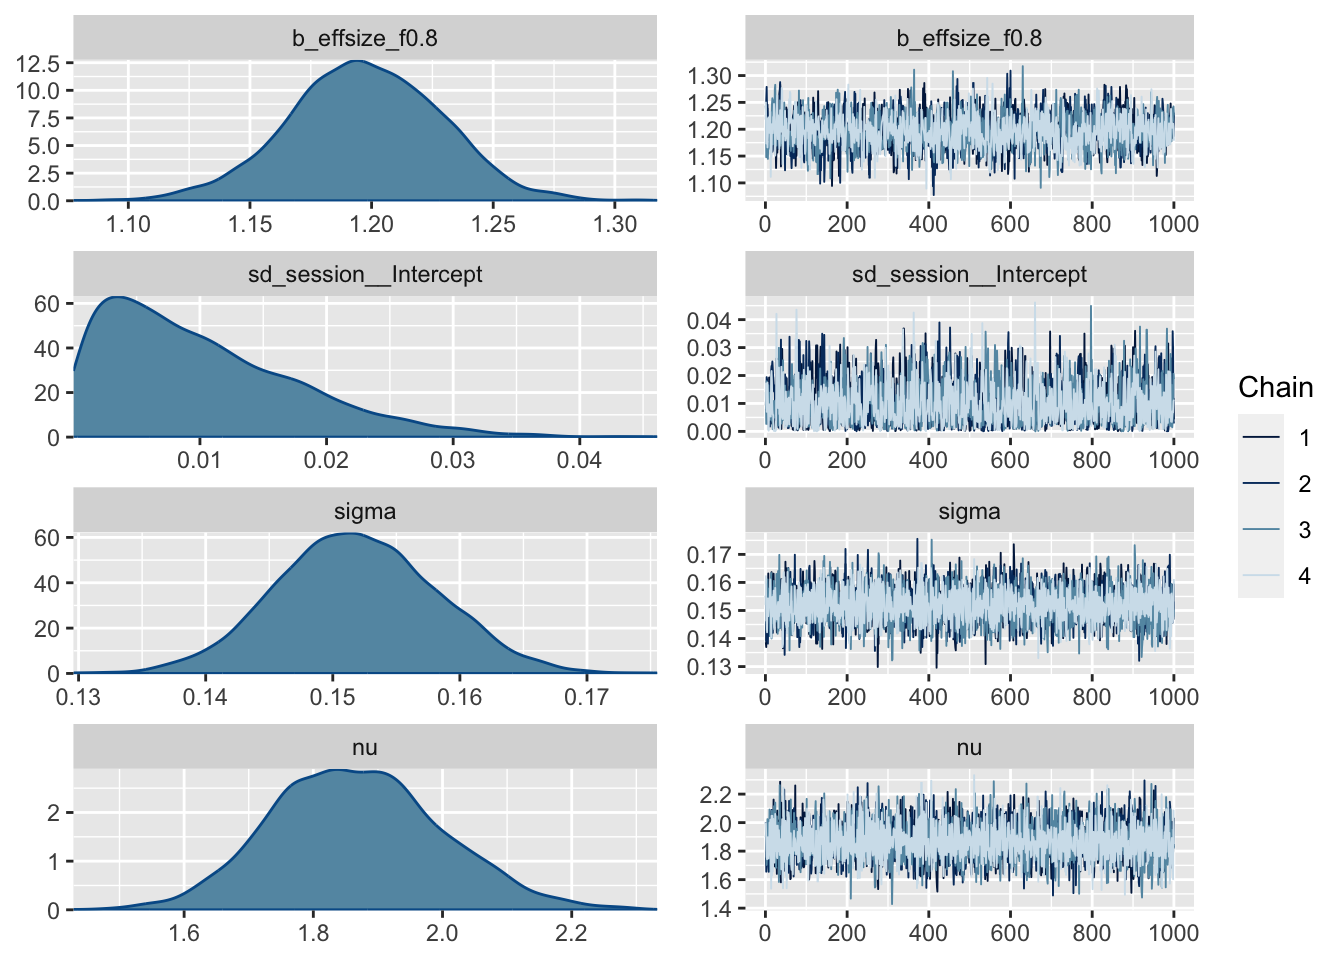 b_effsize_f0.8
12.5
10.0
7.5
5.0
2.5
0.0
1.10 1.15 1.20 1.25 1.30
b_effsize_f0.8
1.30
1.25
1.20
1.15
1.10
0 200 400 600 800 1000
sd_session__Intercept
60
40
20
0
0.01 0.02 0.03 0.04
sd_session__Intercept
0.04
0.03
0.02
0.01
0.00
0 200 400 600 800 1000
sigma
60
40
20
0
0.13 0.14 0.15 0.16 0.17
sigma
0.17
0.16
0.15
0.14
0.13
0 200 400 600 800 1000
nu
2
1
0
1.6 1.8 2.0 2.2
nu
2.2
2.0
1.8
1.6
1.4
0 200 400 600 800 1000
Chain
1
2
3
4